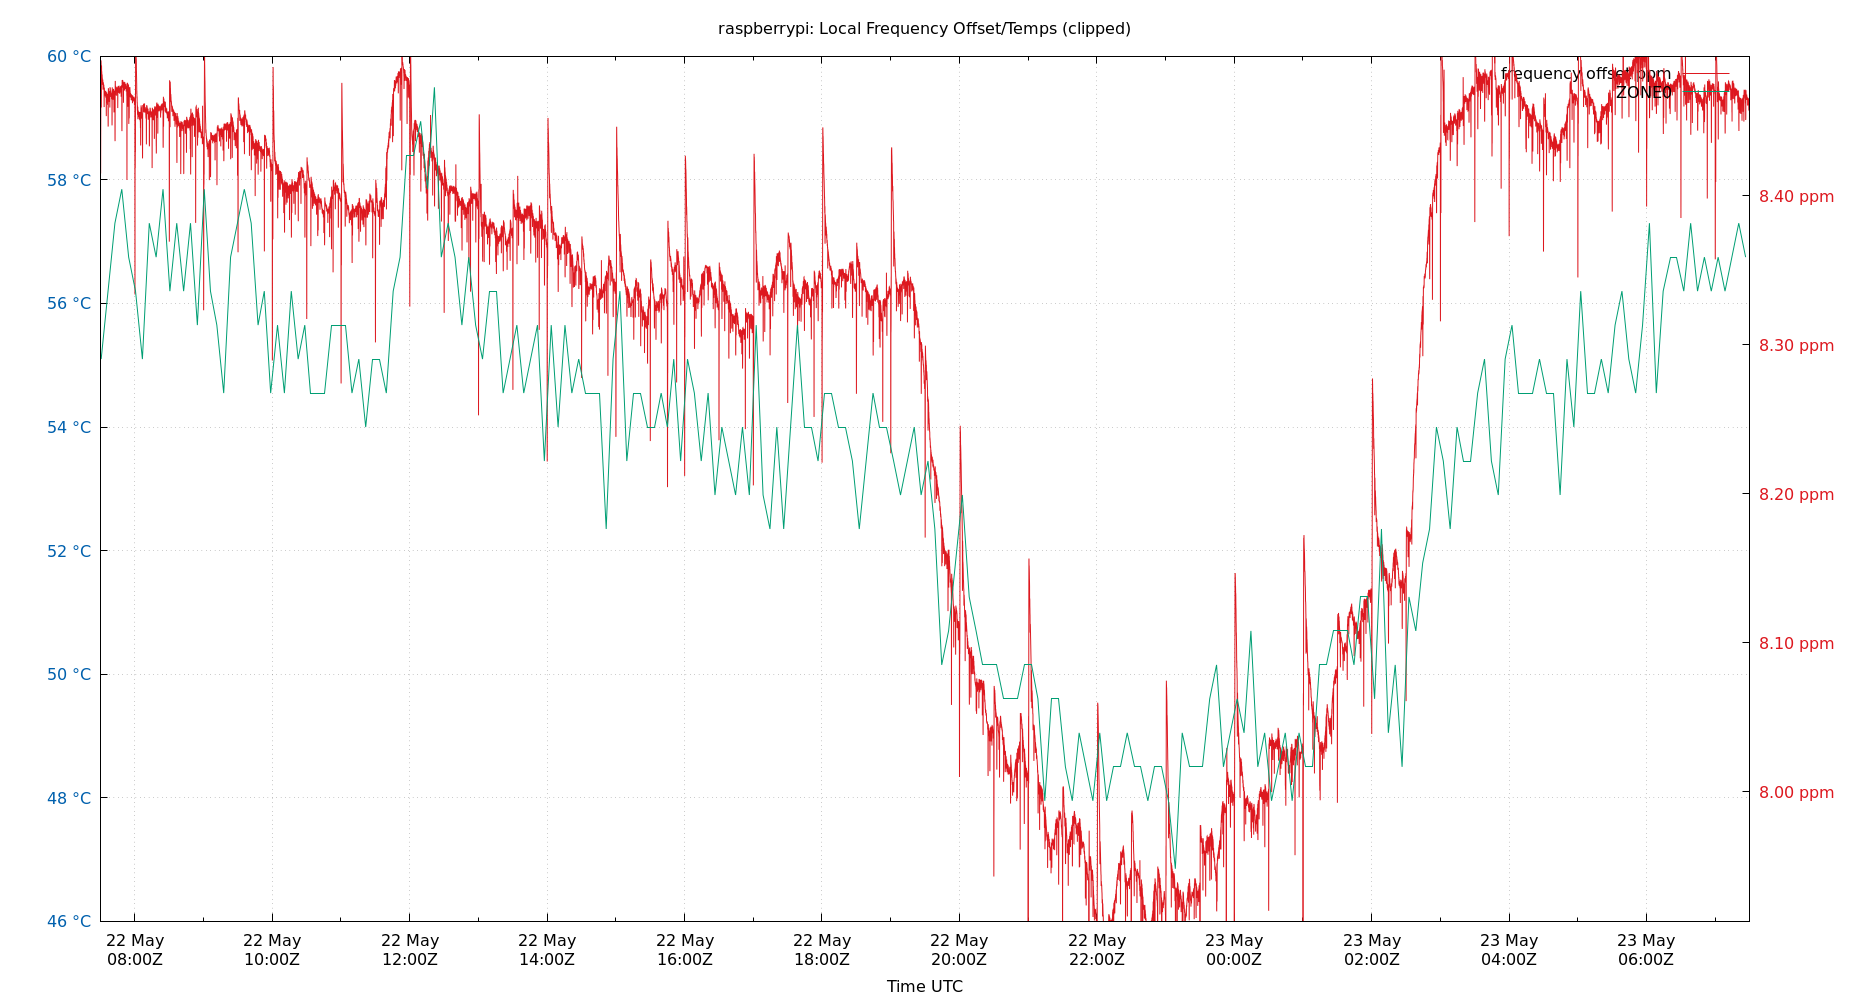 raspberrypi: Local Frequency Offset/Temps (clipped)
60 °C
58 °C
56 °C
54 °C
52 °C
50 °C
48 °C
46 °C
frequency offset ppm
ZONE0
8.40 ppm
8.30 ppm
8.20 ppm
8.10 ppm
8.00 ppm
22 May 22 May 22 May 22 May 22 May 22 May 22 May 22 May 23 May 23 May 23 May 23 May
08:00Z 10:00Z 12:00Z 14:00Z 16:00Z 18:00Z 20:00Z 22:00Z 00:00Z 02:00Z 04:00Z 06:00Z
Time UTC